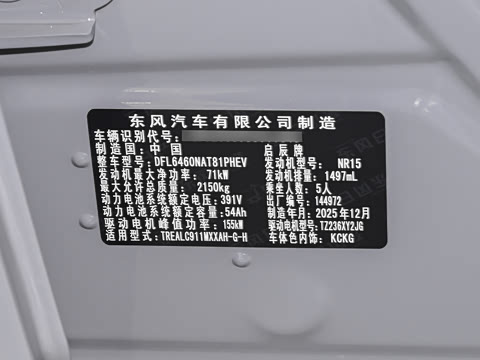 东风汽车有限公司制造
车辆识别代号:
制造国: 中 国 启辰牌
整车型号: DFL6460NAT81PHEV 发动机型号: NR15
发动机最大净功率: 71kW 发动机排量: 1497mL
最大允许总质量: 2150kg 乘坐人数: 5人
动力电池系统额定电压: 391V 出厂编号: 144972
动力电池系统额定容量: 54Ah 制造年月: 2025年12月
驱动电机峰值功率: 155kW 驱动电机型号: TZ236XY2JG
适用型号: TREALC911MXXAH-G-H 车体色内饰: KCKG